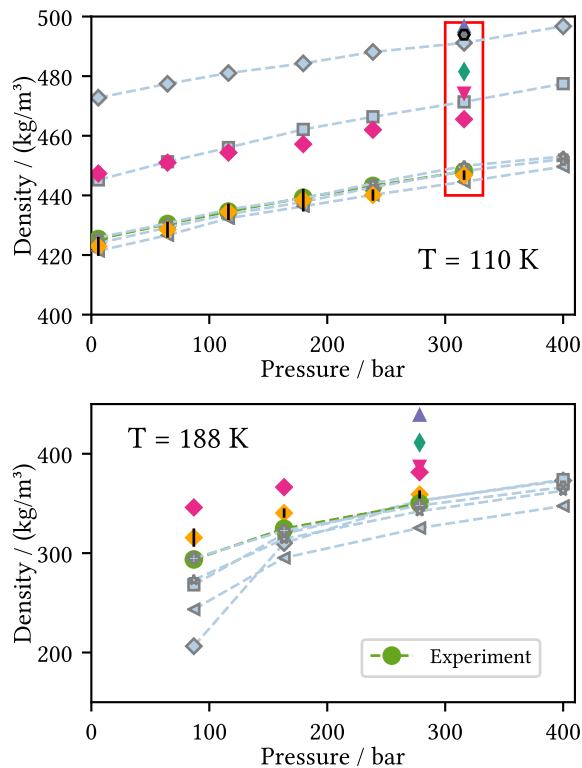 500
480
460
440
420
400
Density / (kg/m³)
T = 110 K
0 100 200 300 400
Pressure / bar
400
300
200
Density / (kg/m³)
T = 188 K
Experiment
0 100 200 300 400
Pressure / bar